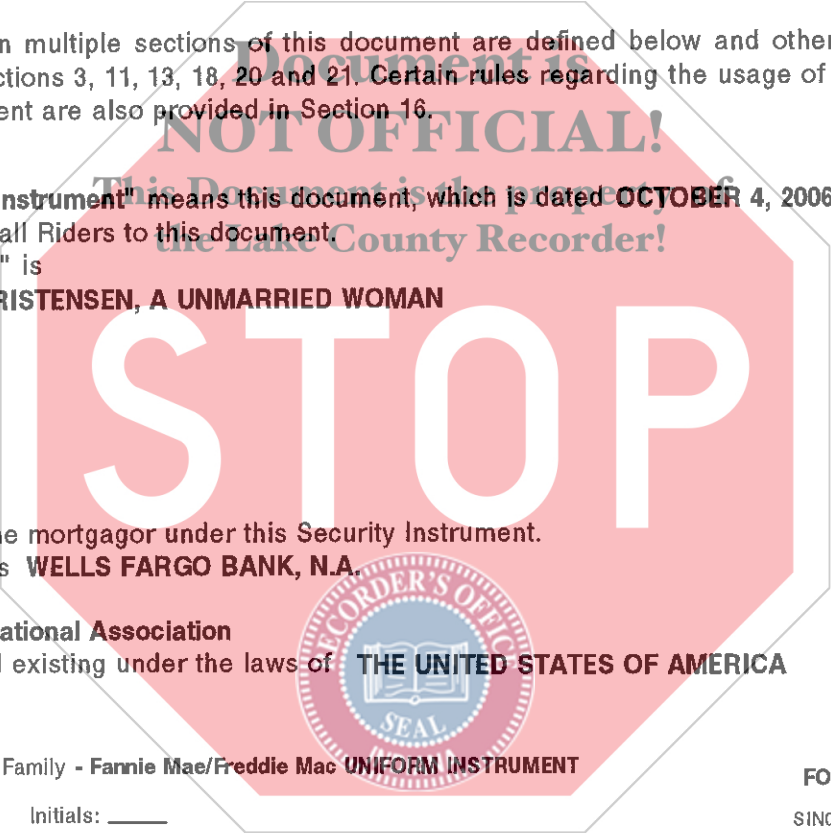 n multiple sections of this document are defined below and other
ctions 3, 11, 13, 18, 20 and 21. Certain rules regarding the usage of
ent are also provided in Section 16.
Document is
NOT OFFICIAL!
This Document is the property of
the Lake County Recorder!
nstrument" means this document, which is dated OCTOBER 4, 2006
all Riders to this document.
" is
RISTENSEN, A UNMARRIED WOMAN
STOP
e mortgagor under this Security Instrument.
s WELLS FARGO BANK, N.A.
ational Association
existing under the laws of THE UNITED STATES OF AMERICA
RECORDER'S OFFICE
SEAL
INDIANA
Family - Fannie Mae/Freddie Mac UNIFORM INSTRUMENT
FO
Initials: _____
SING